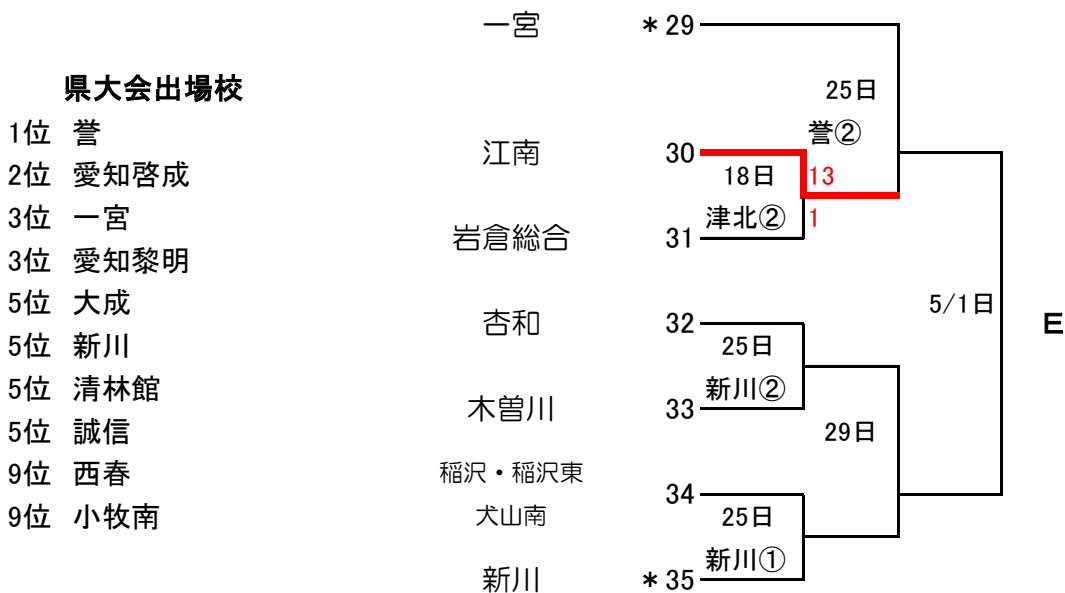 県大会出場校
1位 誉
2位 愛知啓成
3位 一宮
3位 愛知黎明
5位 大成
5位 新川
5位 清林館
5位 誠信
9位 西春
9位 小牧南
一宮 *29
江南 30
岩倉総合 31
杏和 32
木曽川 33
稲沢・稲沢東
犬山南
34
新川 *35
18日
津北②
13
1
25日
誉②
25日
新川②
25日
新川①
29日
5/1日
E